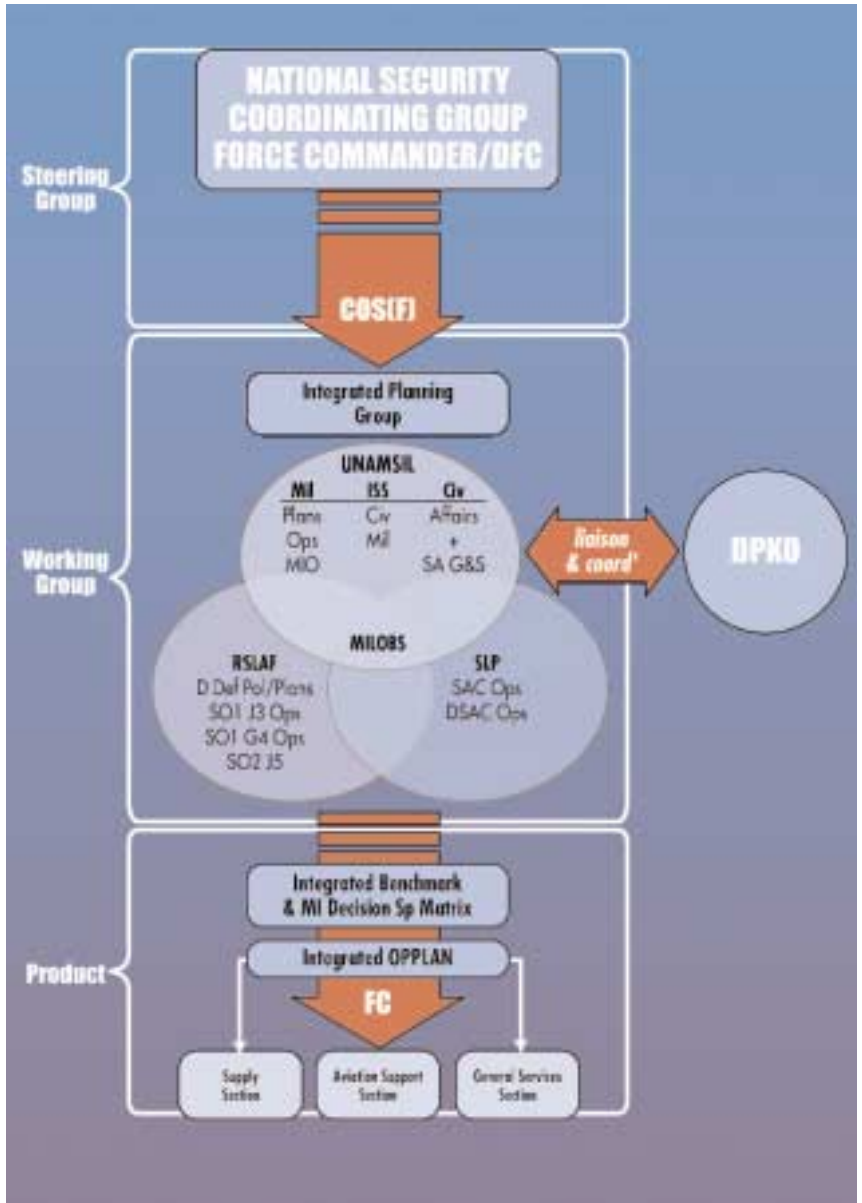 NATIONAL SECURITY
COORDINATING GROUP
FORCE COMMANDER/DFC
Steering
Group
COS(F)
Integrated Planning
Group
UNAMSIL
Mil ISS Civ
Plans Civ Affairs
Ops Mil +
MIO SA G&S
liaison
& coord'
DPKO
Working
Group
MILOBS
RSLAF SLP
D Def Pol/Plans SAC Ops
SO1 J3 Ops DSAC Ops
SO1 G4 Ops
SO2 J5
Integrated Benchmark
& MI Decision Sp Matrix
Integrated OPPLAN
Product
FC
Supply
Section
Aviation Support
Section
General Services
Section